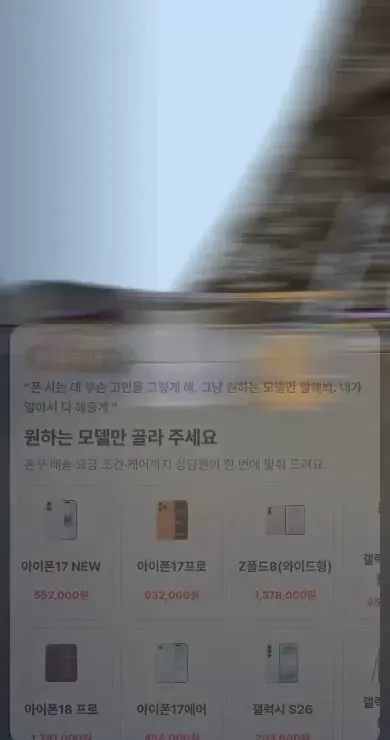 "폰 사는 데 무슨 고민을 그렇게 해. 그냥 원하는 모델만 말해봐. 내가
알아서 다 해줄게."
원하는 모델만 골라 주세요
배송·요금 조건·케어까지 상담원이 한 번에 맞춰 드려요.
아이폰17 NEW
아이폰17프로
Z폴드8(와이드형)
552,000원
932,000원
1,378,000원
아이폰18 프로
아이폰17에어
갤럭시 S26